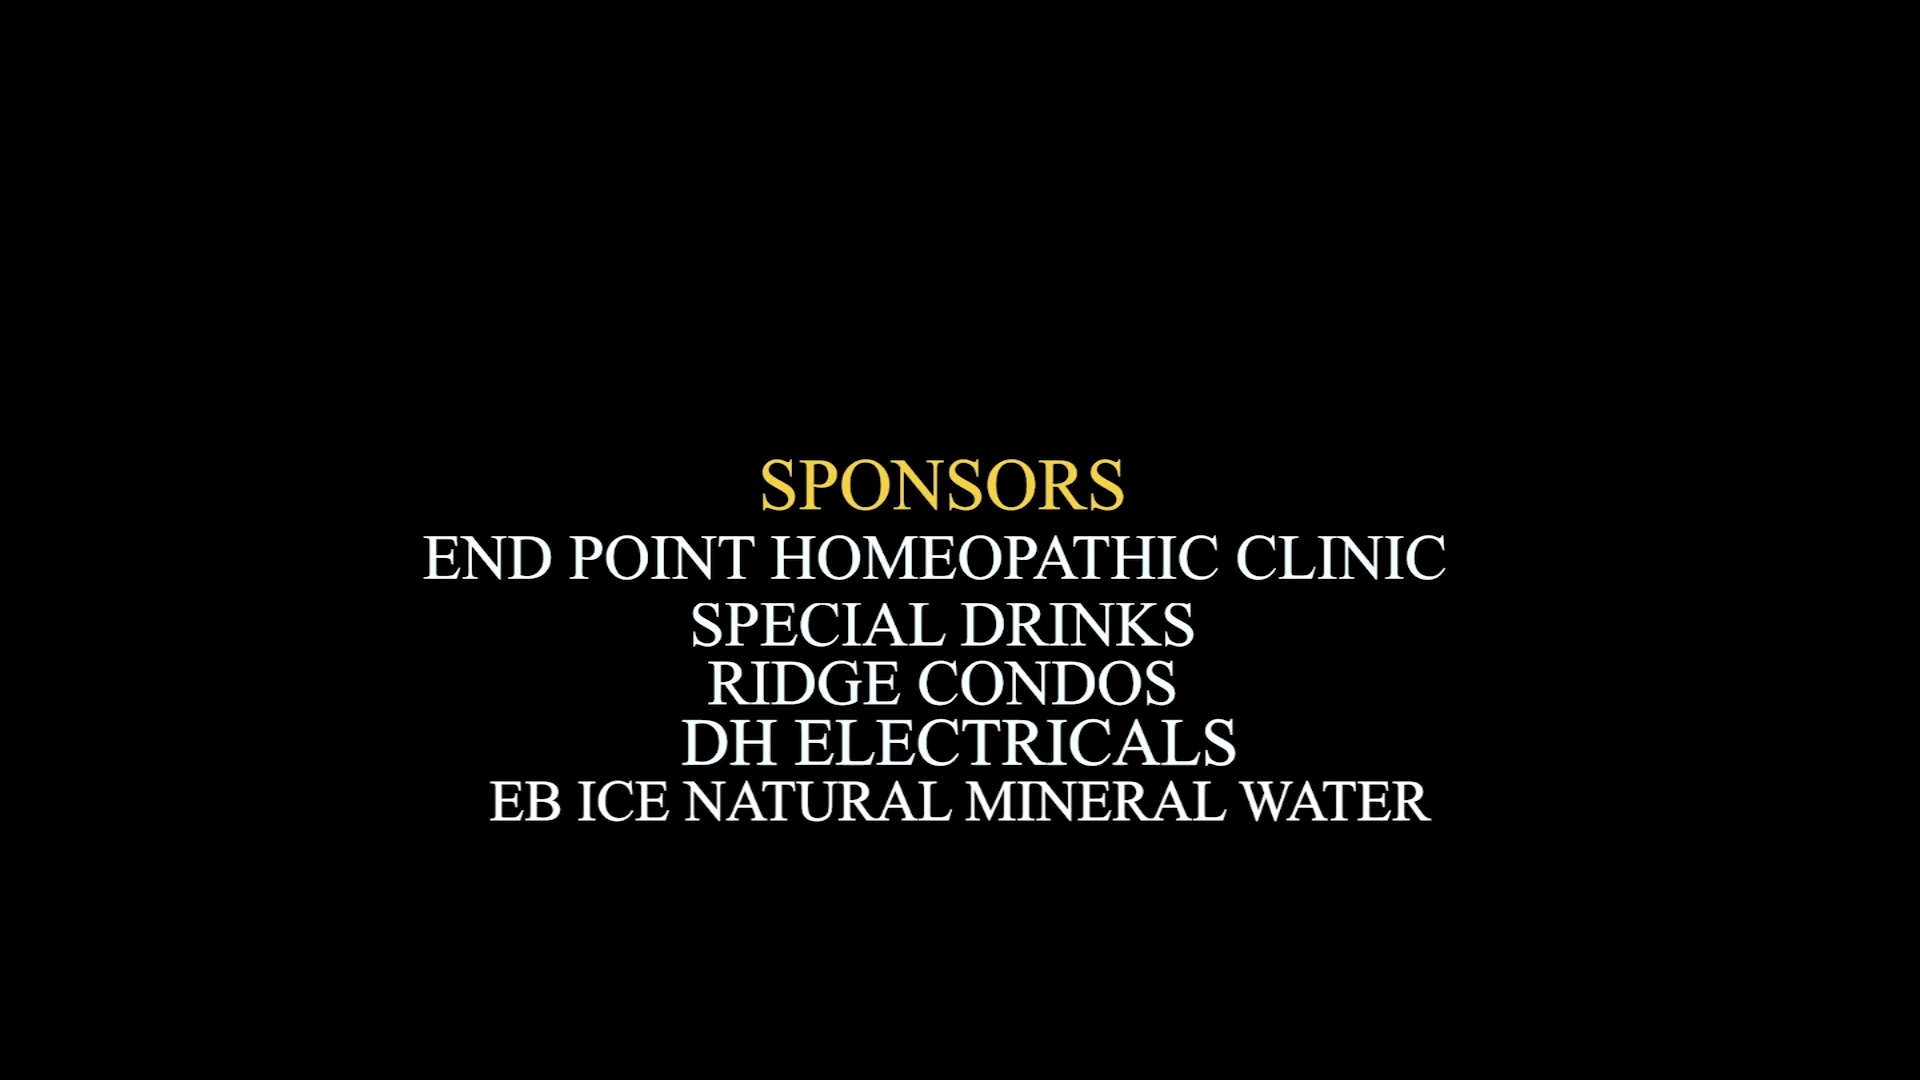 SPONSORS
END POINT HOMEOPATHIC CLINIC
SPECIAL DRINKS
RIDGE CONDOS
DH ELECTRICALS
EB ICE NATURAL MINERAL WATER